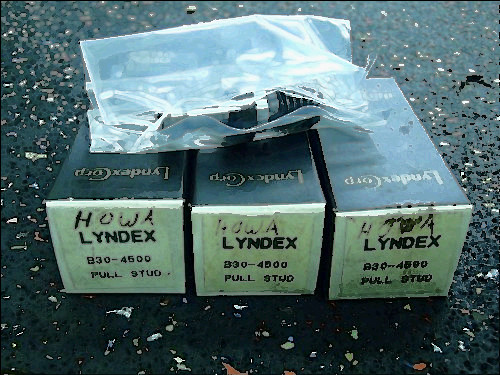 LyndexCorp
LyndexCorp
LyndexCorp
HOWA
LYNDEX
B30-4500
PULL STUD
HOWA
LYNDEX
B30-4500
PULL STUD
HOWA
LYNDEX
B30-4500
PULL STUD